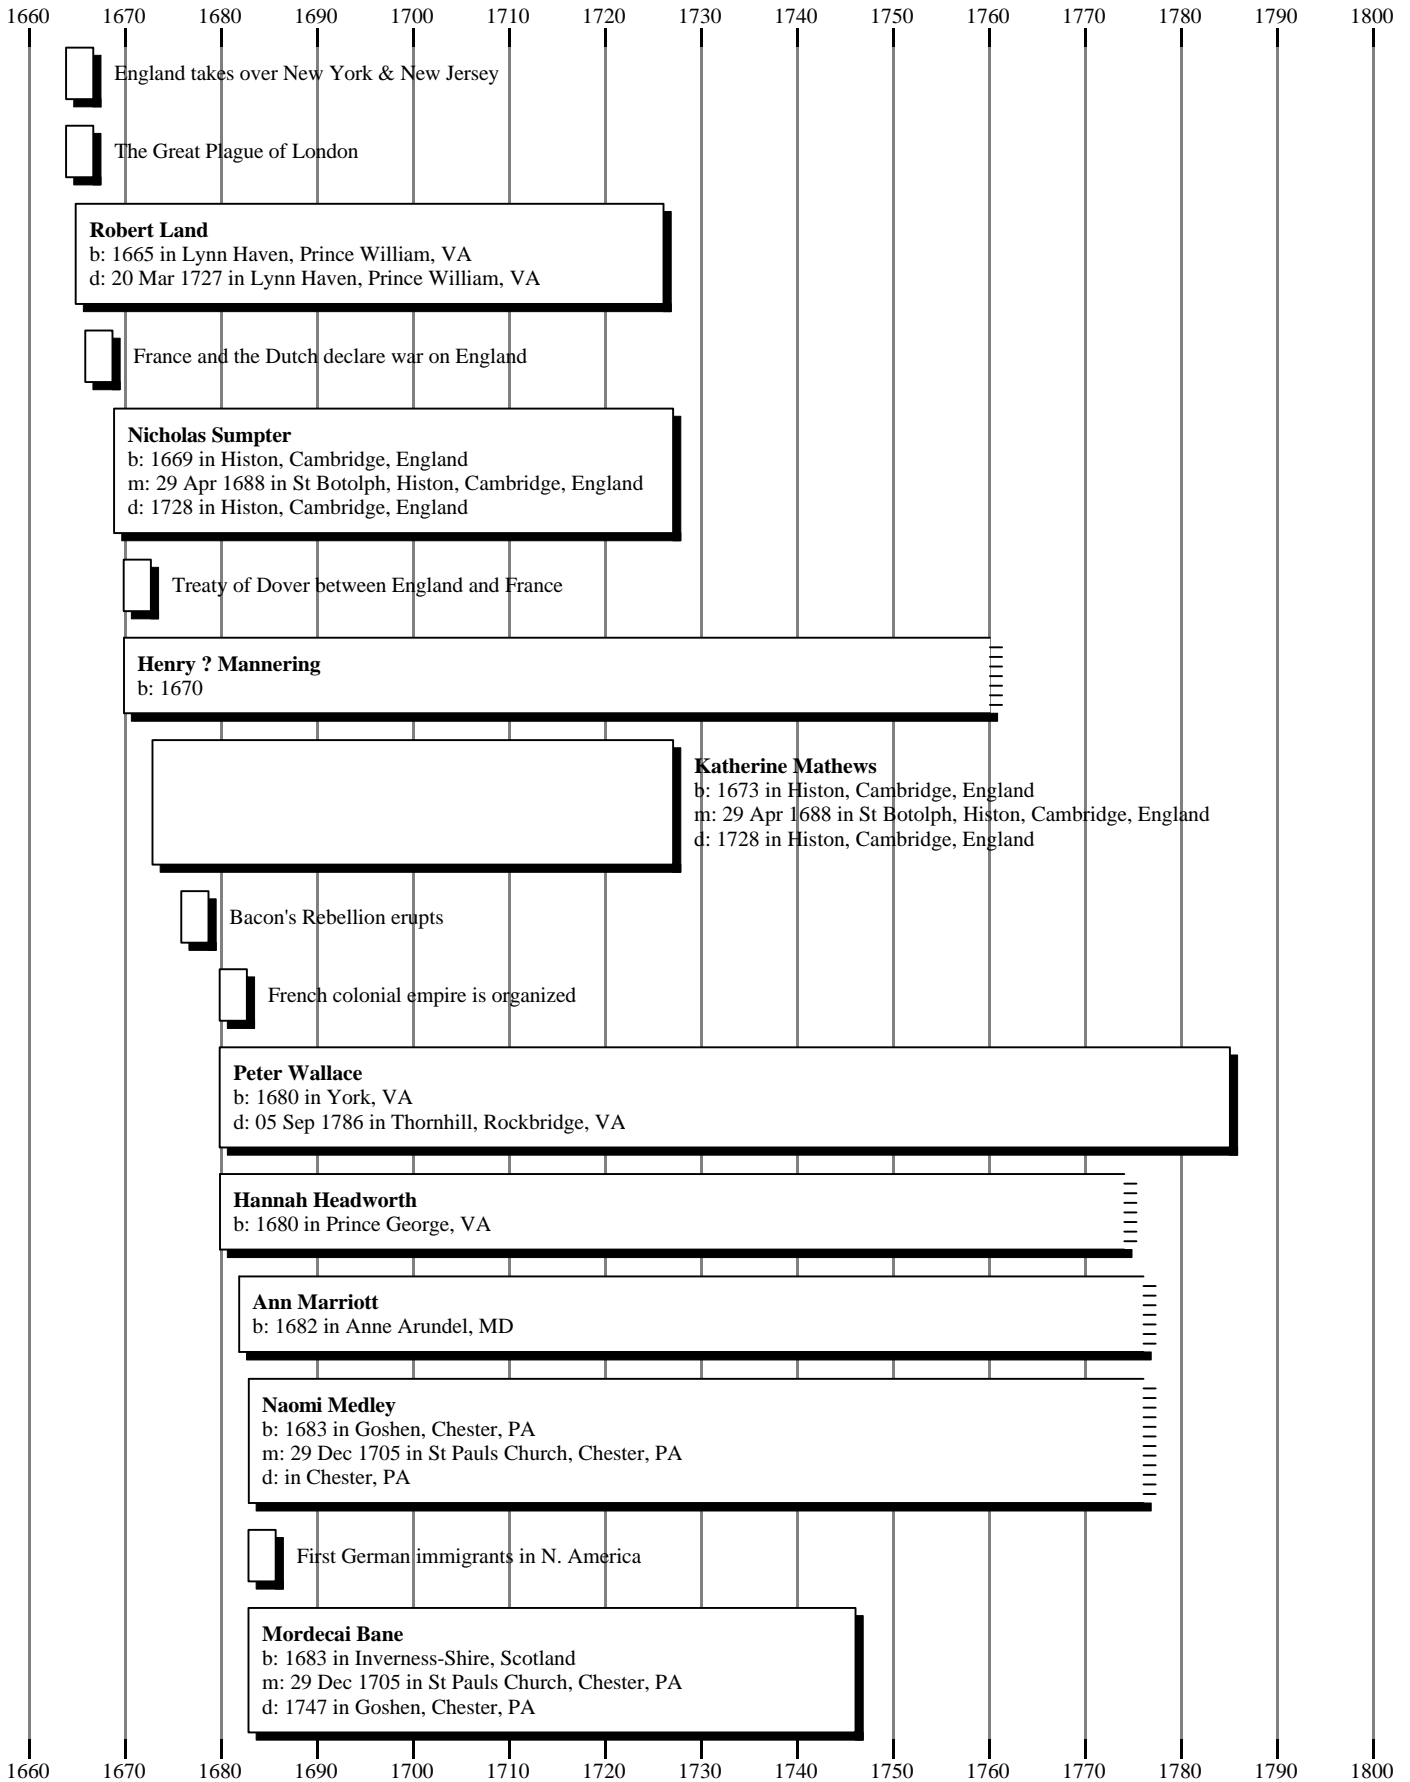 1660 1670 1680 1690 1700 1710 1720 1730 1740 1750 1760 1770 1780 1790 1800
England takes over New York & New Jersey
The Great Plague of London
Robert Land
b: 1665 in Lynn Haven, Prince William, VA
d: 20 Mar 1727 in Lynn Haven, Prince William, VA
France and the Dutch declare war on England
Nicholas Sumpter
b: 1669 in Histon, Cambridge, England
m: 29 Apr 1688 in St Botolph, Histon, Cambridge, England
d: 1728 in Histon, Cambridge, England
Treaty of Dover between England and France
Henry ? Mannering
b: 1670
Katherine Mathews
b: 1673 in Histon, Cambridge, England
m: 29 Apr 1688 in St Botolph, Histon, Cambridge, England
d: 1728 in Histon, Cambridge, England
Bacon's Rebellion erupts
French colonial empire is organized
Peter Wallace
b: 1680 in York, VA
d: 05 Sep 1786 in Thornhill, Rockbridge, VA
Hannah Headworth
b: 1680 in Prince George, VA
Ann Marriott
b: 1682 in Anne Arundel, MD
Naomi Medley
b: 1683 in Goshen, Chester, PA
m: 29 Dec 1705 in St Pauls Church, Chester, PA
d: in Chester, PA
First German immigrants in N. America
Mordecai Bane
b: 1683 in Inverness-Shire, Scotland
m: 29 Dec 1705 in St Pauls Church, Chester, PA
d: 1747 in Goshen, Chester, PA
1660 1670 1680 1690 1700 1710 1720 1730 1740 1750 1760 1770 1780 1790 1800